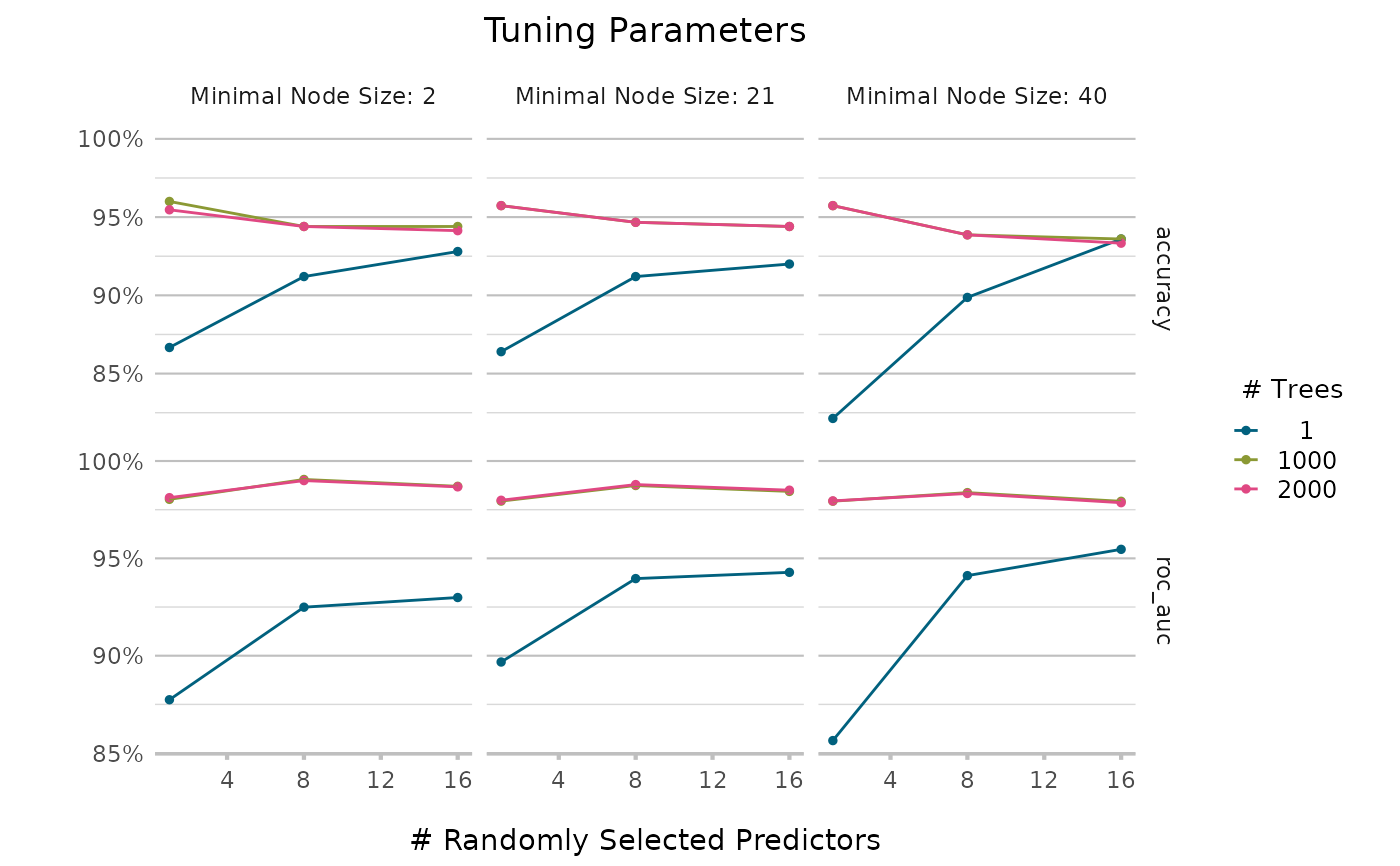 Tuning Parameters
Minimal Node Size: 2
Minimal Node Size: 21
Minimal Node Size: 40
100%
95%
90%
85%
accuracy
100%
95%
90%
85%
roc_auc
4 8 12 16
4 8 12 16
4 8 12 16
# Randomly Selected Predictors
# Trees
1
1000
2000